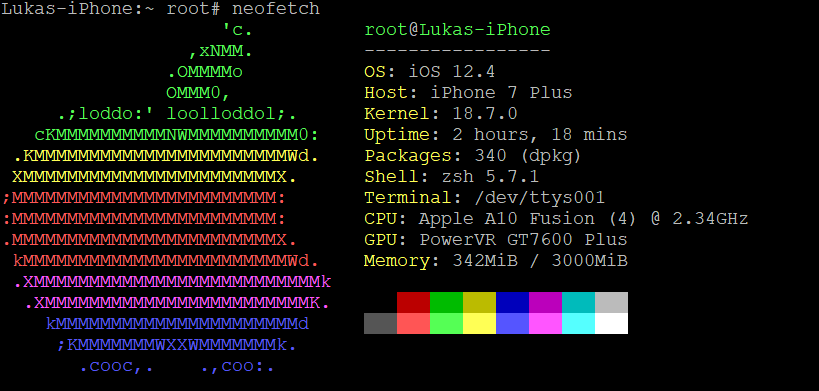 Lukas-iPhone:~ root# neofetch
                    'c.          root@Lukas-iPhone
                 ,xNMM.          -----------------
               .OMMMMo           OS: iOS 12.4
               OMMM0,            Host: iPhone 7 Plus
     .;loddo:' loolloddol;.      Kernel: 18.7.0
   cKMMMMMMMMMMNWMMMMMMMMMM0:    Uptime: 2 hours, 18 mins
 .KMMMMMMMMMMMMMMMMMMMMMMMWd.    Packages: 340 (dpkg)
 XMMMMMMMMMMMMMMMMMMMMMMMX.      Shell: zsh 5.7.1
;MMMMMMMMMMMMMMMMMMMMMMMM:       Terminal: /dev/ttys001
:MMMMMMMMMMMMMMMMMMMMMMMM:       CPU: Apple A10 Fusion (4) @ 2.34GHz
.MMMMMMMMMMMMMMMMMMMMMMMMX.      GPU: PowerVR GT7600 Plus
 kMMMMMMMMMMMMMMMMMMMMMMMMWd.    Memory: 342MiB / 3000MiB
 .XMMMMMMMMMMMMMMMMMMMMMMMMMMk
  .XMMMMMMMMMMMMMMMMMMMMMMMMK.
    kMMMMMMMMMMMMMMMMMMMMMMd
     ;KMMMMMMMWXXWMMMMMMMk.
       .cooc,.    .,coo:.